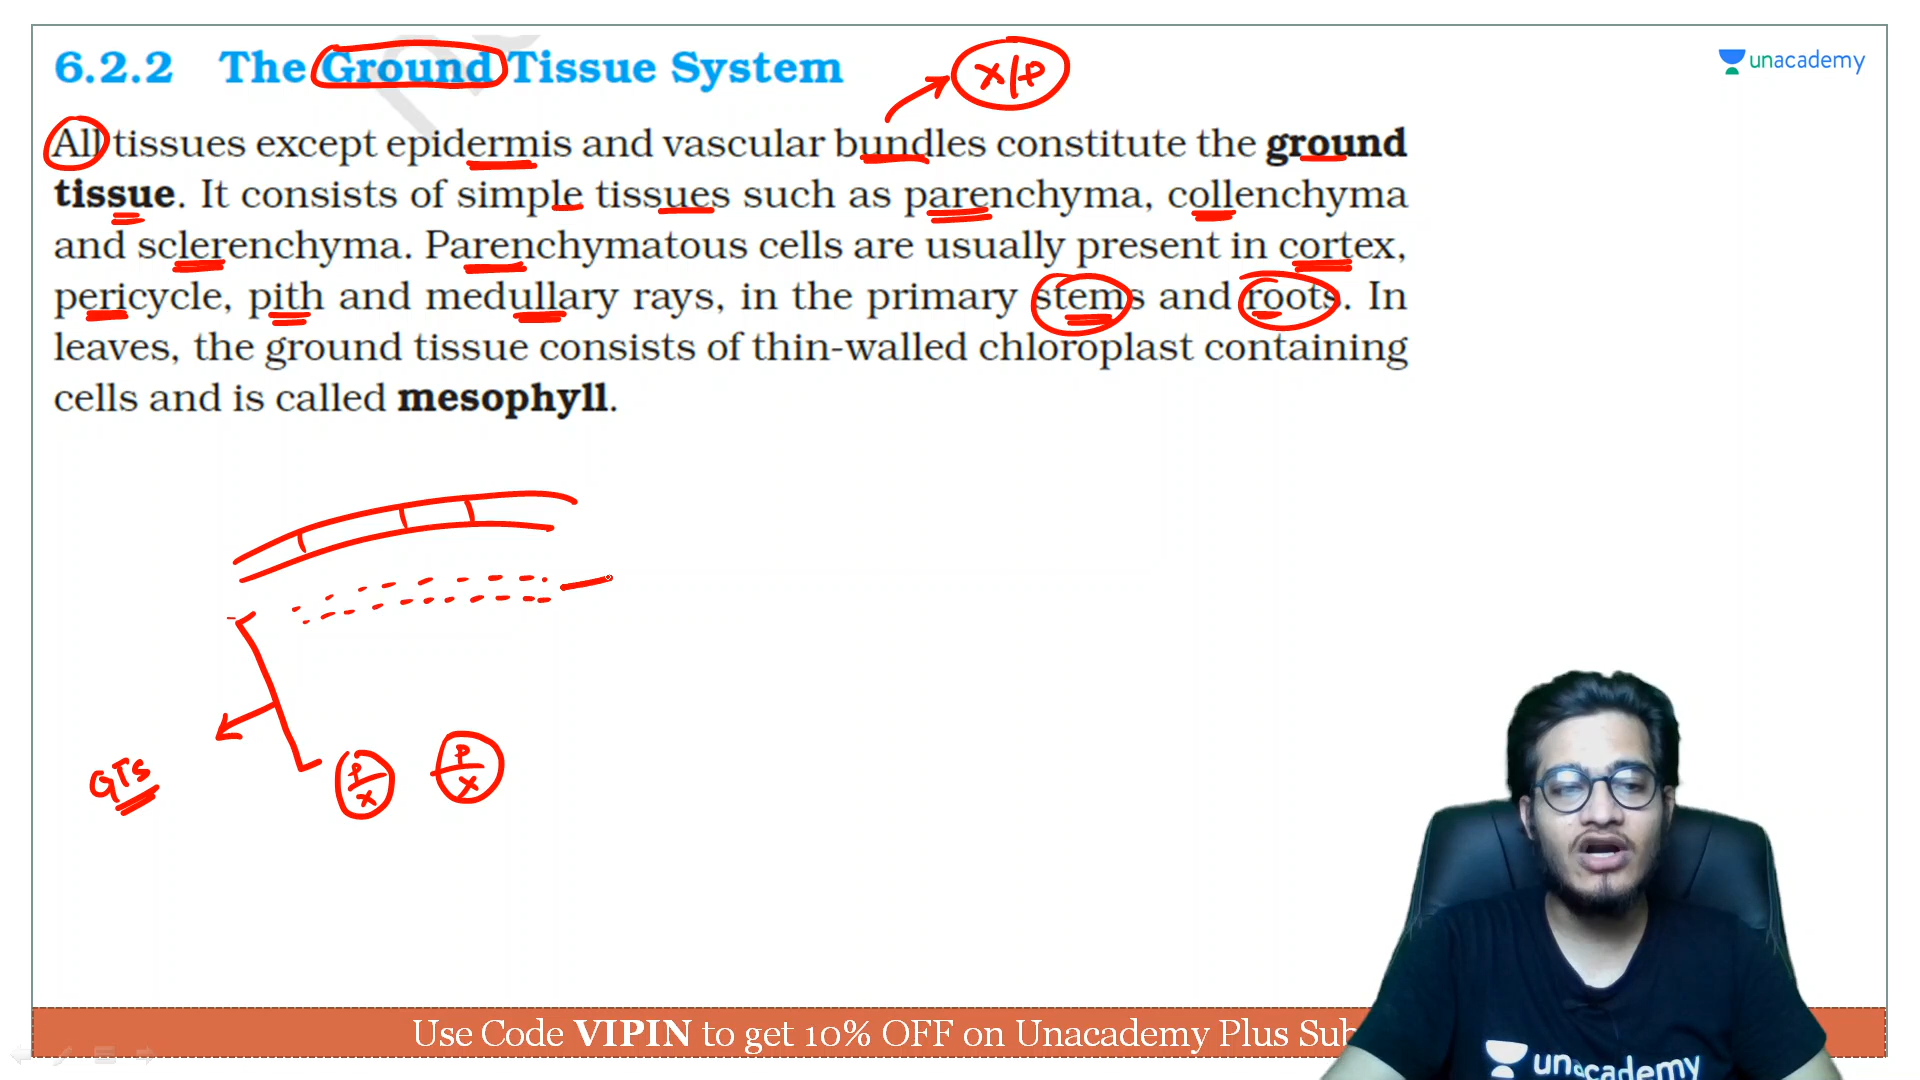 6.2.2 The Ground Tissue System
x/P
unacademy
All tissues except epidermis and vascular bundles constitute the ground
tissue. It consists of simple tissues such as parenchyma, collenchyma
and sclerenchyma. Parenchymatous cells are usually present in cortex,
pericycle, pith and medullary rays, in the primary stems and roots. In
leaves, the ground tissue consists of thin-walled chloroplast containing
cells and is called mesophyll.
GTs
P
x
P
x
Use Code VIPIN to get 10% OFF on Unacademy Plus Sub
unacademy